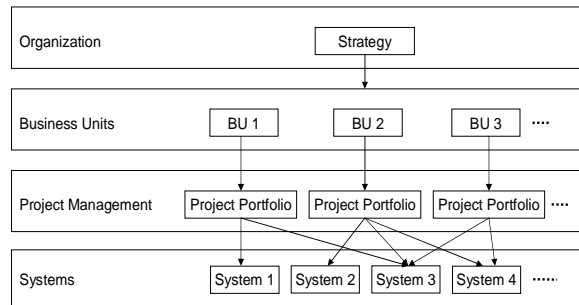 Organization
Strategy
Business Units
BU 1
BU 2
BU 3
....
Project Management
Project Portfolio
Project Portfolio
Project Portfolio
....
Systems
System 1
System 2
System 3
System 4
......